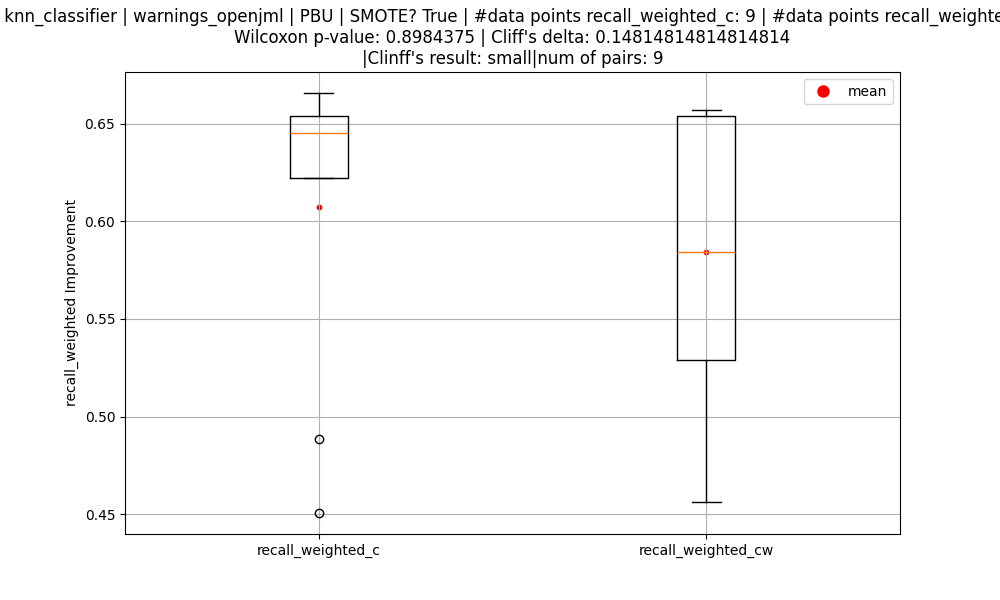 knn_classifier | warnings_openjml | PBU | SMOTE? True | #data points recall_weighted_c: 9 | #data points
Wilcoxon p-value: 0.8984375 | Cliff's delta: 0.14814814814814814
|Clinff's result: small|num of pairs: 9
mean
recall_weighted Improvement
0.65
0.60
0.55
0.50
0.45
recall_weighted_c
recall_weighted_cw